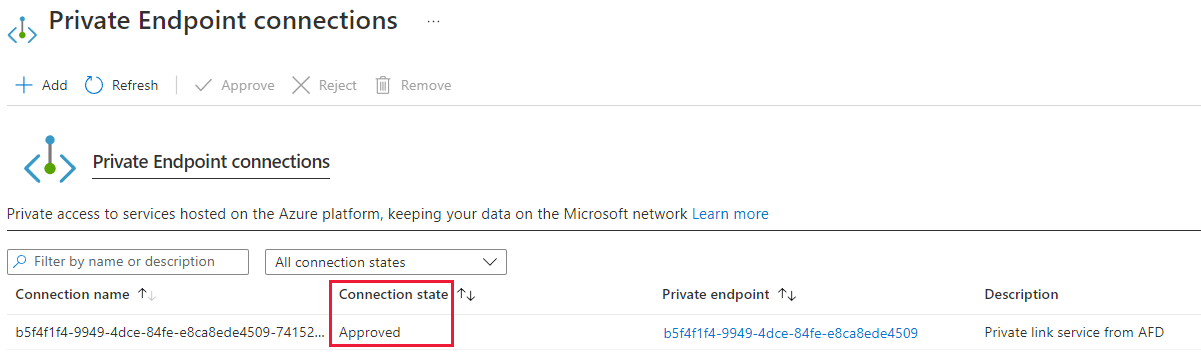 Private Endpoint connections ...
Add Refresh Approve Reject Remove
Private Endpoint connections
Private access to services hosted on the Azure platform, keeping your data on the Microsoft network Learn more
Filter by name or description All connection states
Connection name Connection state Private endpoint Description
b5f4f1f4-9949-4dce-84fe-e8ca8ede4509-74152... Approved b5f4f1f4-9949-4dce-84fe-e8ca8ede4509 Private link service from AFD